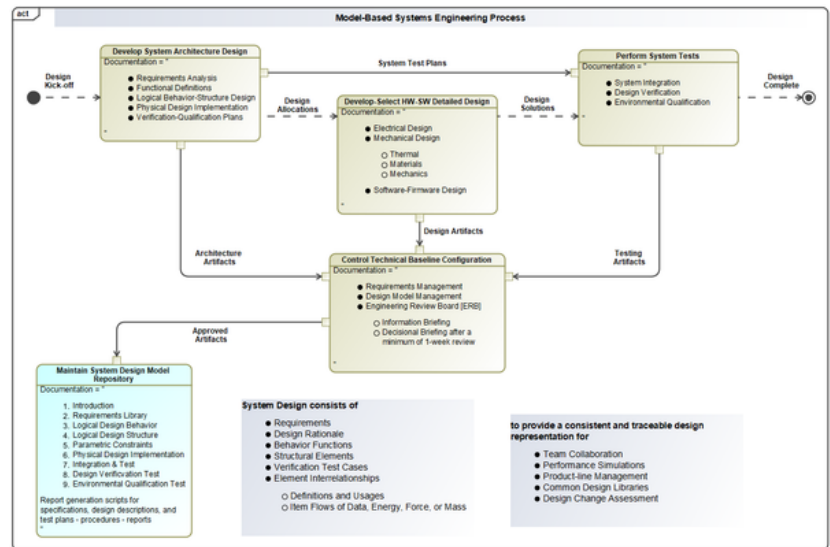 act
Model-Based Systems Engineering Process
Design
Kick-off
Develop System Architecture Design
Documentation = "
● Requirements Analysis
● Functional Definitions
● Logical Behavior-Structure Design
● Physical Design Implementation
● Verification-Qualification Plans
"
System Test Plans
Design
Allocations
Develop-Select HW-SW Detailed Design
Documentation = "
● Electrical Design
● Mechanical Design
○ Thermal
○ Materials
○ Mechanics
● Software-Firmware Design
"
Design
Solutions
Perform System Tests
Documentation = "
● System Integration
● Design Verification
● Environmental Qualification
"
Design
Complete
Architecture
Artifacts
Design Artifacts
Testing
Artifacts
Control Technical Baseline Configuration
Documentation = "
● Requirements Management
● Design Model Management
● Engineering Review Board [ERB]
○ Information Briefing
○ Decisional Briefing after a
minimum of 1-week review
"
Approved
Artifacts
Maintain System Design Model
Repository
Documentation = "
1. Introduction
2. Requirements Library
3. Logical Design Behavior
4. Logical Design Structure
5. Parametric Constraints
6. Physical Design Implementation
7. Integration & Test
8. Design Verificvation Test
9. Environmental Qualification Test
Report generation scripts for
specifications, design descriptions, and
test plans - procedures - reports
"
System Design consists of
● Requirements
● Design Rationale
● Behavior Functions
● Structural Elements
● Verification Test Cases
● Element Interrelationships
○ Definitions and Usages
○ Item Flows of Data, Energy, Force, or Mass
to provide a consistent and traceable design
representation for
● Team Collaboration
● Performance Simulations
● Product-line Management
● Common Design Libraries
● Design Change Assessment